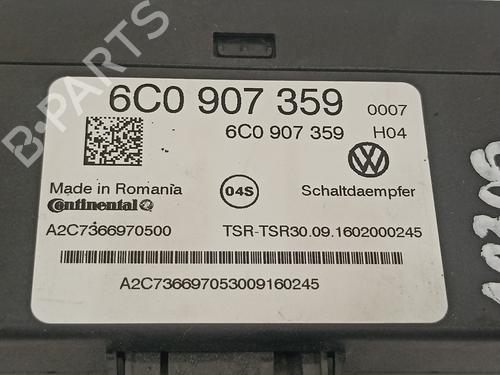 6C0 907 359 0007
6C0 907 359 H04
Made in Romania 04S Schaltdaempfer
Continental
A2C7366970500 TSR-TSR30.09.1602000245
A2C736697053009160245
B-PARTS